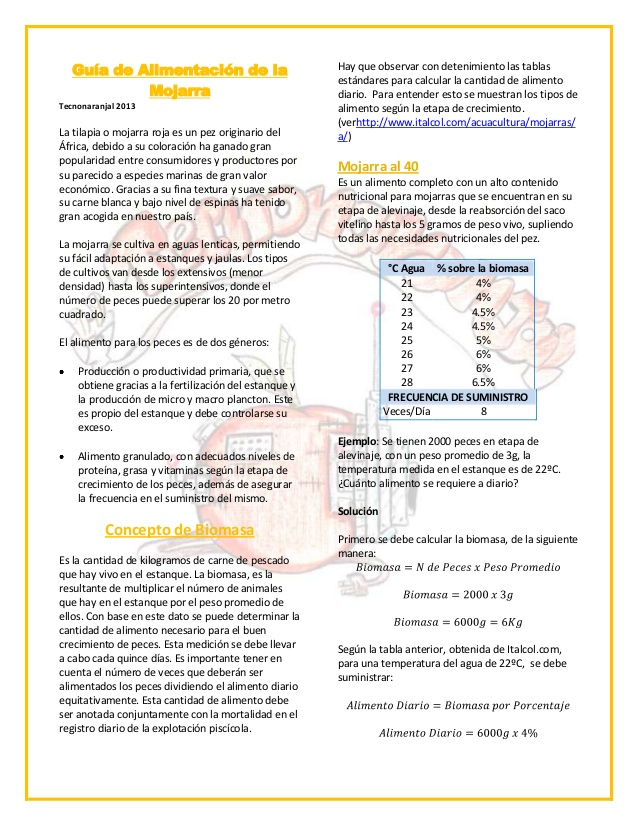 Guía de Alimentación de la
Mojarra
Tecnonaranjal 2013
La tilapia o mojarra roja es un pez originario del
África, debido a su coloración ha ganado gran
popularidad entre consumidores y productores por
su parecido a especies marinas de gran valor
económico. Gracias a su fina textura y suave sabor,
su carne blanca y bajo nivel de espinas ha tenido
gran acogida en nuestro país.
La mojarra se cultiva en aguas lenticas, permitiendo
su fácil adaptación a estanques y jaulas. Los tipos
de cultivos van desde los extensivos (menor
densidad) hasta los superintensivos, donde el
número de peces puede superar los 20 por metro
cuadrado.
El alimento para los peces es de dos géneros:
• Producción o productividad primaria, que se
obtiene gracias a la fertilización del estanque y
la producción de micro y macro plancton. Este
es propio del estanque y debe controlarse su
exceso.
• Alimento granulado, con adecuados niveles de
proteína, grasa y vitaminas según la etapa de
crecimiento de los peces, además de asegurar
la frecuencia en el suministro del mismo.
Concepto de Biomasa
Es la cantidad de kilogramos de carne de pescado
que hay vivo en el estanque. La biomasa, es la
resultante de multiplicar el número de animales
que hay en el estanque por el peso promedio de
ellos. Con base en este dato se puede determinar la
cantidad de alimento necesario para el buen
crecimiento de peces. Esta medición se debe llevar
a cabo cada quince días. Es importante tener en
cuenta el número de veces que deberán ser
alimentados los peces dividiendo el alimento diario
equitativamente. Esta cantidad de alimento debe
ser anotada conjuntamente con la mortalidad en el
registro diario de la explotación piscícola.
Hay que observar con detenimiento las tablas
estándares para calcular la cantidad de alimento
diario. Para entender esto se muestran los tipos de
alimento según la etapa de crecimiento.
(verhttp://www.italcol.com/acuacultura/mojarras/
a/)
Mojarra al 40
Es un alimento completo con un alto contenido
nutricional para mojarras que se encuentran en su
etapa de alevinaje, desde la reabsorción del saco
vitelino hasta los 5 gramos de peso vivo, supliendo
todas las necesidades nutricionales del pez.
°C Agua % sobre la biomasa
21 4%
22 4%
23 4.5%
24 4.5%
25 5%
26 6%
27 6%
28 6.5%
FRECUENCIA DE SUMINISTRO
Veces/Día 8
Ejemplo: Se tienen 2000 peces en etapa de
alevinaje, con un peso promedio de 3g, la
temperatura medida en el estanque es de 22ºC.
¿Cuánto alimento se requiere a diario?
Solución
Primero se debe calcular la biomasa, de la siguiente
manera:
Biomasa = N de Peces x Peso Promedio
Biomasa = 2000 x 3g
Biomasa = 6000g = 6Kg
Según la tabla anterior, obtenida de Italcol.com,
para una temperatura del agua de 22ºC, se debe
suministrar:
Alimento Diario = Biomasa por Porcentaje
Alimento Diario = 6000g x 4%